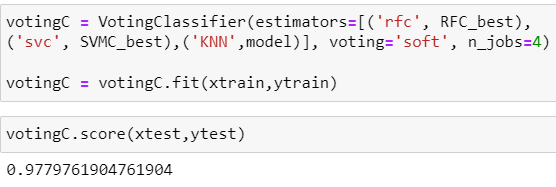 votingC = VotingClassifier(estimators=[('rfc', RFC_best),
('svc', SVMC_best),('KNN',model)], voting='soft', n_jobs=4)
votingC = votingC.fit(xtrain,ytrain)
votingC.score(xtest,ytest)
0.9779761904761904